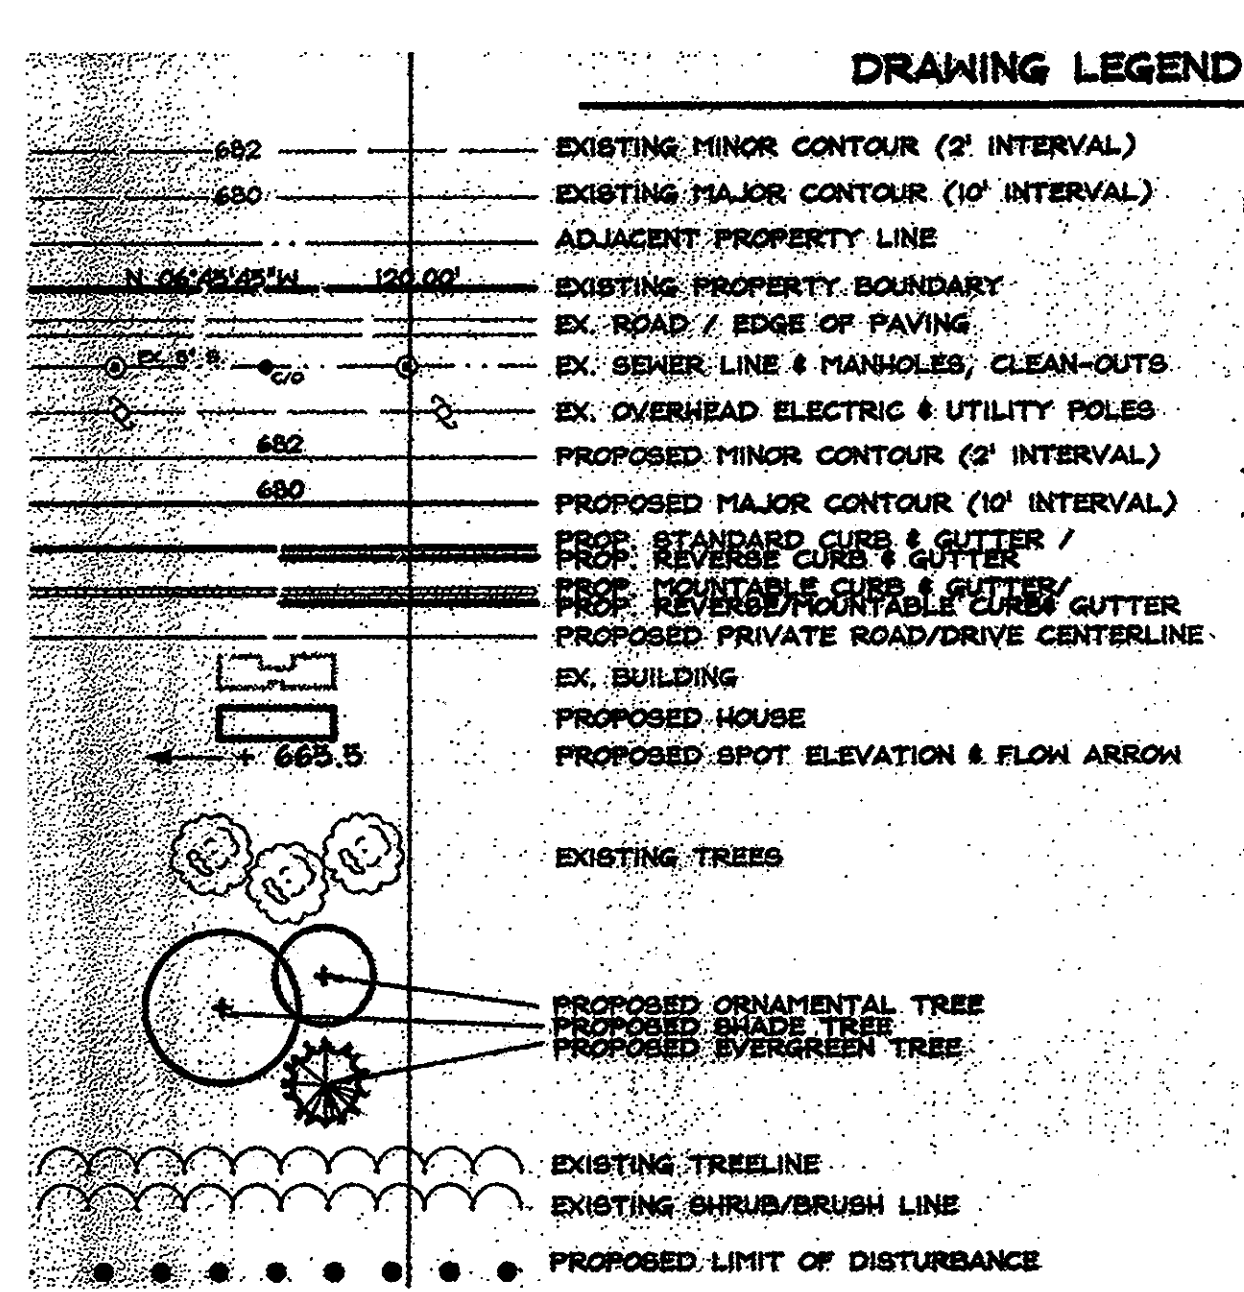 DRAWING LEGEND
682 EXISTING MINOR CONTOUR (2' INTERVAL)
680 EXISTING MAJOR CONTOUR (10' INTERVAL)
ADJACENT PROPERTY LINE
N 06°45'45"W 120.00' EXISTING PROPERTY BOUNDARY
EX. ROAD / EDGE OF PAVING
EX. 8" S. C/O EX. SEWER LINE & MANHOLES, CLEAN-OUTS
EX. OVERHEAD ELECTRIC & UTILITY POLES
682 PROPOSED MINOR CONTOUR (2' INTERVAL)
680 PROPOSED MAJOR CONTOUR (10' INTERVAL)
PROP. STANDARD CURB & GUTTER /
PROP. REVERSE CURB & GUTTER
PROP. MOUNTABLE CURB & GUTTER/
PROP. REVERSE/MOUNTABLE CURB& GUTTER
PROPOSED PRIVATE ROAD/DRIVE CENTERLINE
EX. BUILDING
PROPOSED HOUSE
+ 665.5 PROPOSED SPOT ELEVATION & FLOW ARROW
EXISTING TREES
PROPOSED ORNAMENTAL TREE
PROPOSED SHADE TREE
PROPOSED EVERGREEN TREE
EXISTING TREELINE
EXISTING SHRUB/BRUSH LINE
PROPOSED LIMIT OF DISTURBANCE